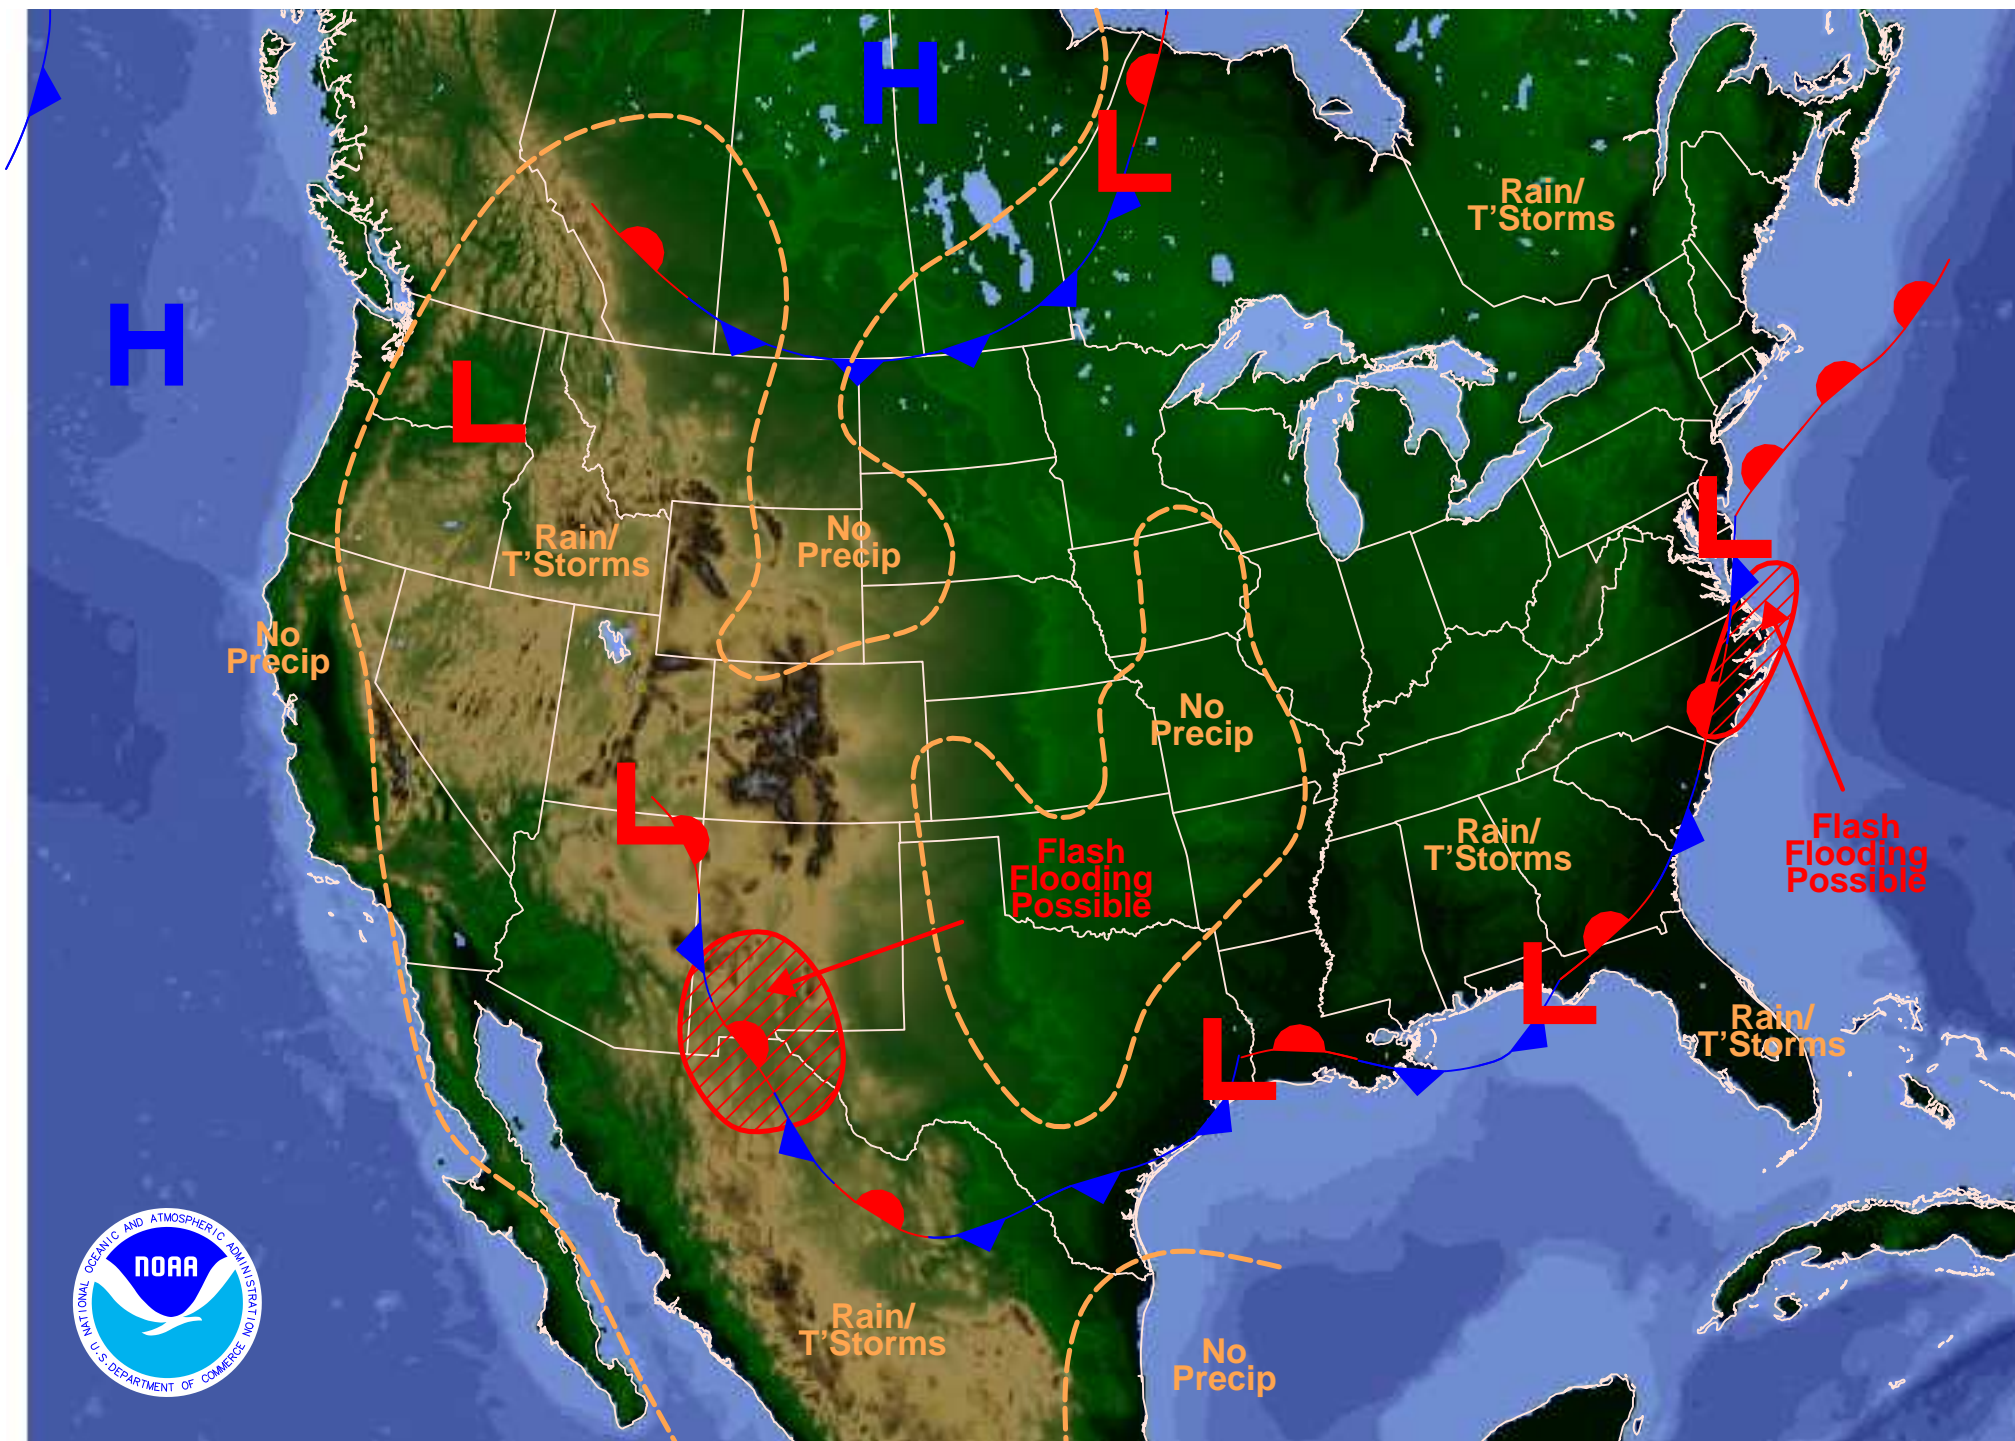 H
L
Rain/
T'Storms
H
L
Rain/
T'Storms
No
Precip
L
No
Precip
No
Precip
L
Rain/
T'Storms
Flash
Flooding
Possible
Flash
Flooding
Possible
L
L
Rain/
T'Storms
Rain/
T'Storms
No
Precip
NATIONAL OCEANIC AND ATMOSPHERIC ADMINISTRATION
NOAA
U.S. DEPARTMENT OF COMMERCE